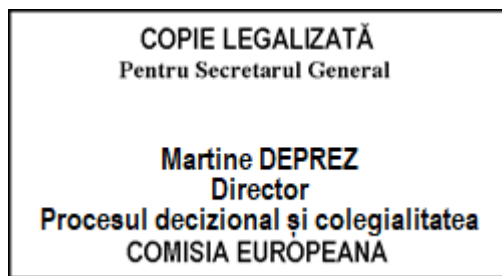 COPIE LEGALIZATĂ
Pentru Secretarul General
Martine DEPREZ
Director
Procesul decizional și colegialitatea
COMISIA EUROPEANA